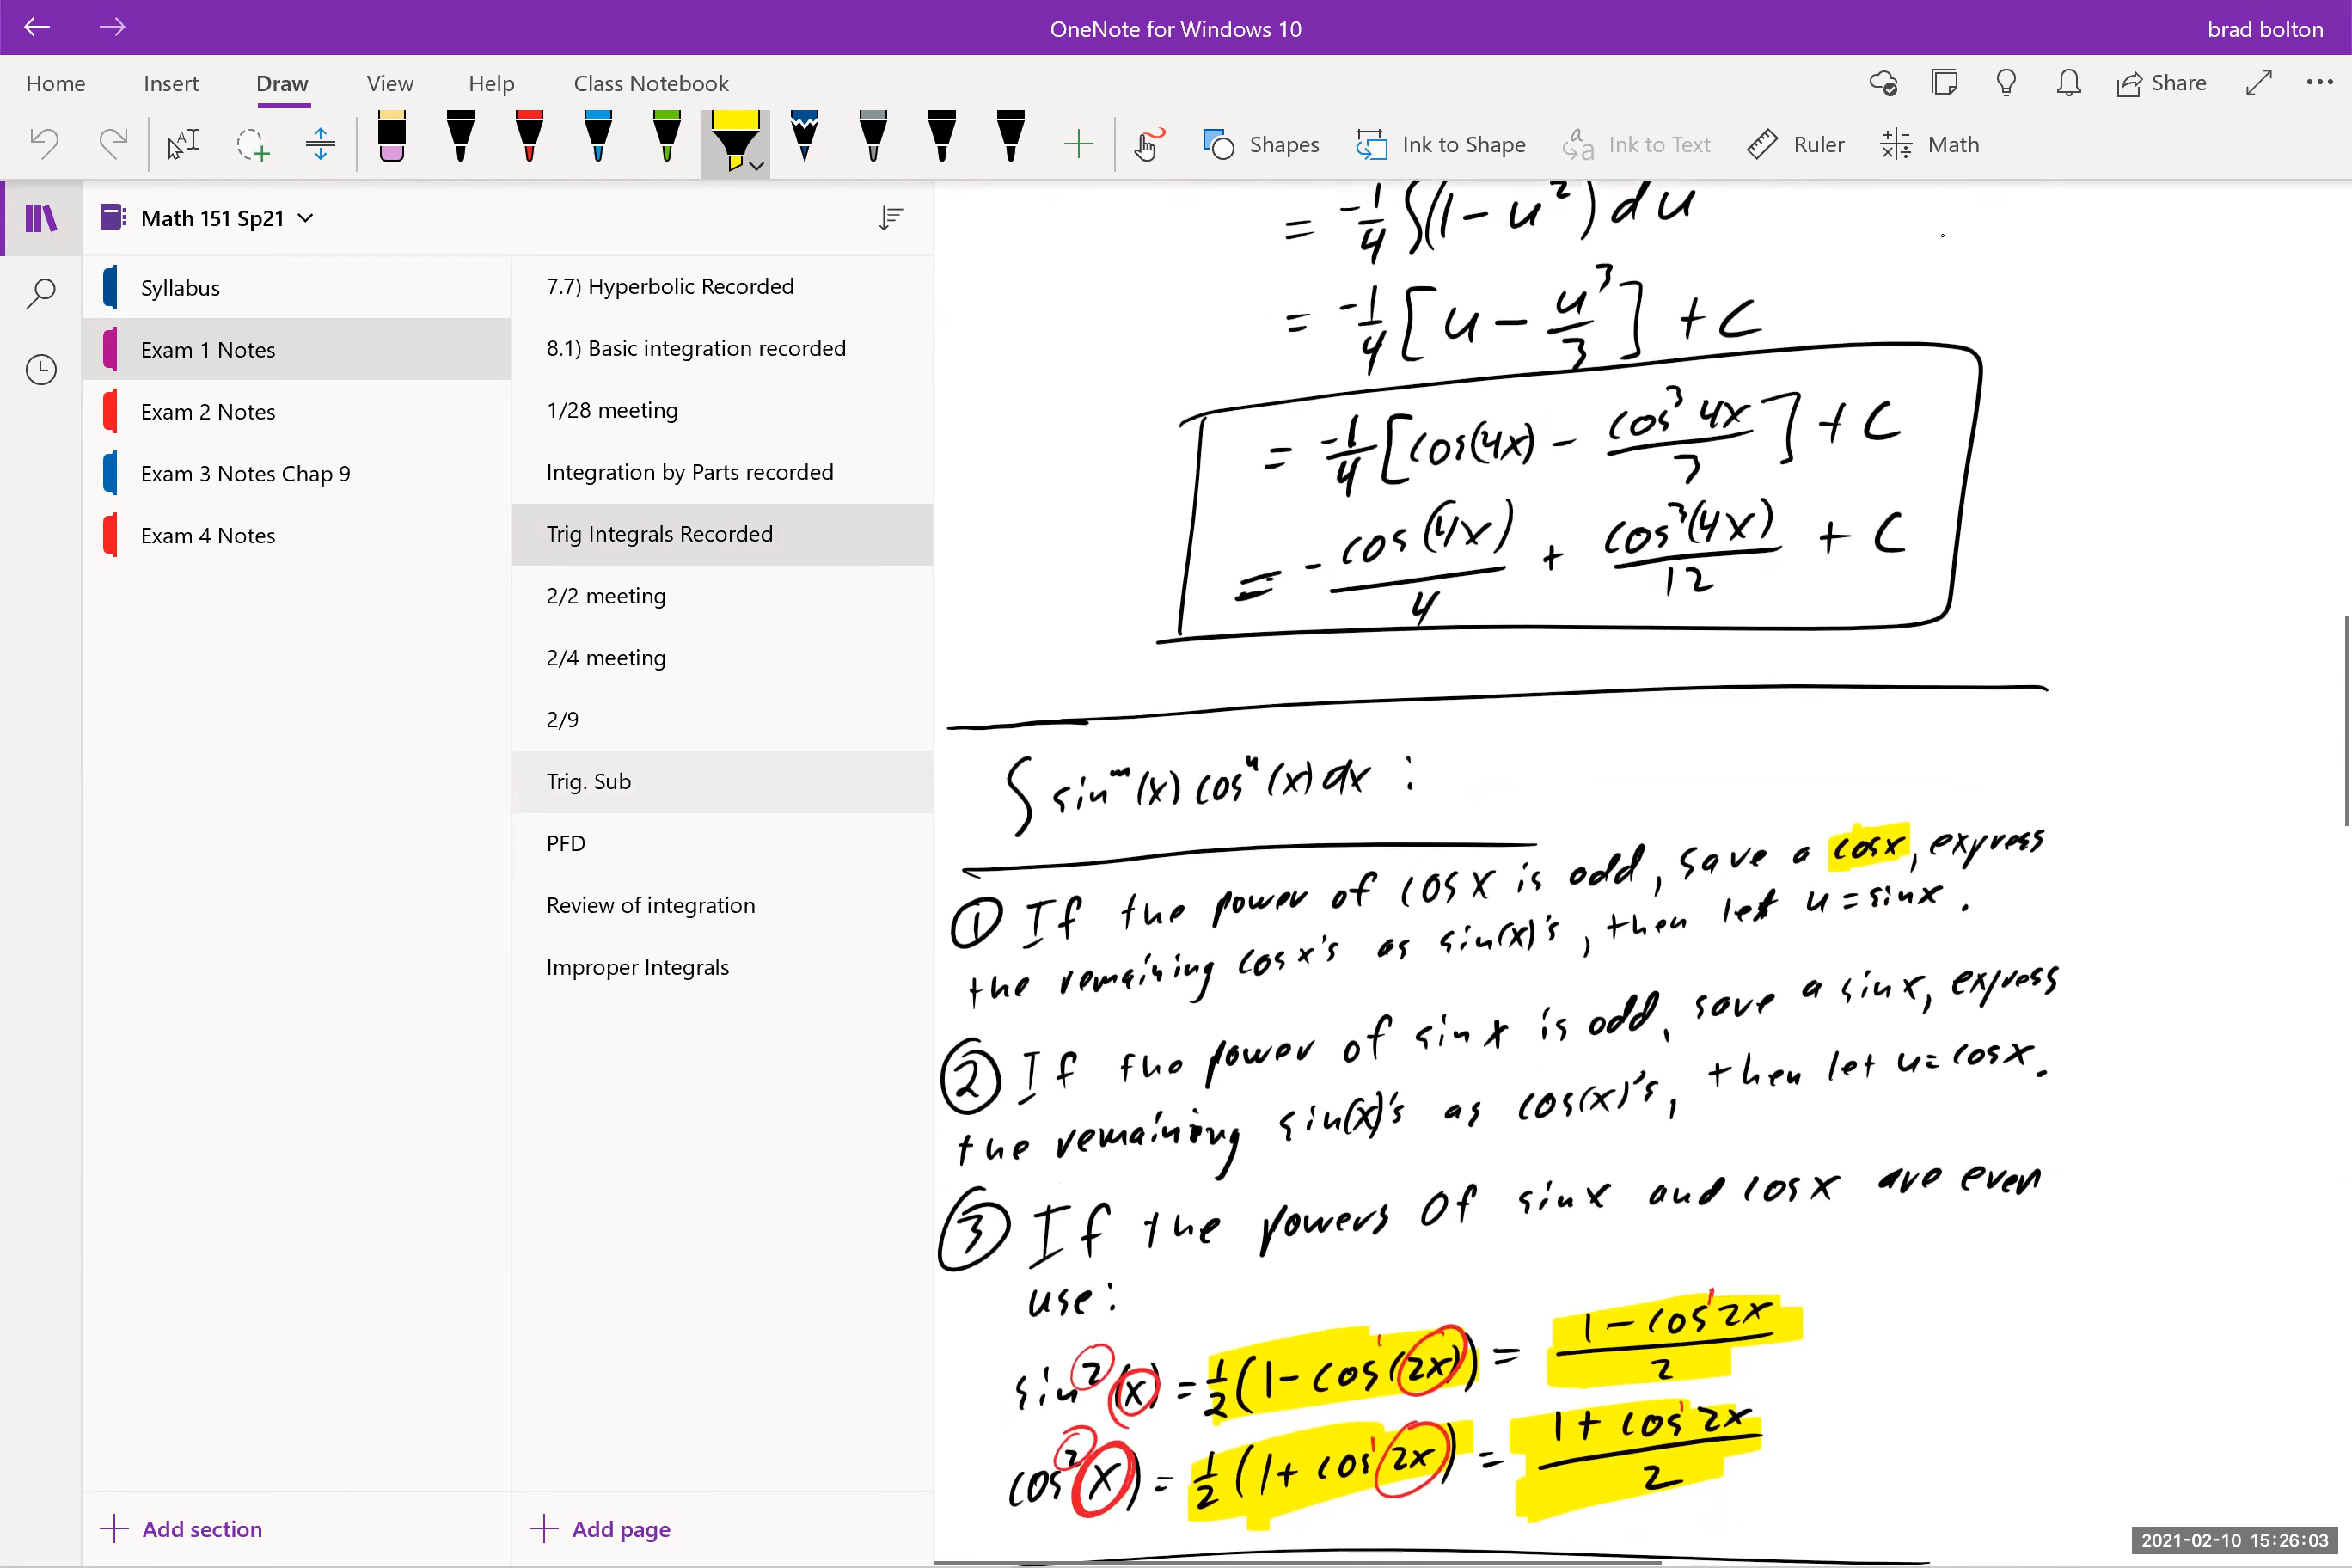 OneNote for Windows 10
brad bolton
Home Insert Draw View Help Class Notebook
Share
Shapes Ink to Shape Ink to Text Ruler Math
Math 151 Sp21
Syllabus
Exam 1 Notes
Exam 2 Notes
Exam 3 Notes Chap 9
Exam 4 Notes
Add section
7.7) Hyperbolic Recorded
8.1) Basic integration recorded
1/28 meeting
Integration by Parts recorded
Trig Integrals Recorded
2/2 meeting
2/4 meeting
2/9
Trig. Sub
PFD
Review of integration
Improper Integrals
Add page
= -1/4 ∫(1 - u²) du
= -1/4 [u - u³/3] + C
= -1/4 [cos(4x) - cos³ 4x/3] + C
= - cos(4x)/4 + cos³(4x)/12 + C
∫ sinᵐ(x) cosⁿ(x) dx :
① If the power of cos x is odd, save a cosx, express
the remaining cos x's as sin(x)'s, then let u = sinx.
② If the power of sin x is odd, save a sinx, express
the remaining sin(x)'s as cos(x)'s, then let u = cosx.
③ If the powers of sinx and cosx are even
use:
sin²(x) = 1/2 (1 - cos¹(2x)) = 1 - cos¹ 2x / 2
cos²(x) = 1/2 (1 + cos¹(2x)) = 1 + cos¹ 2x / 2
2021-02-10 15:26:03